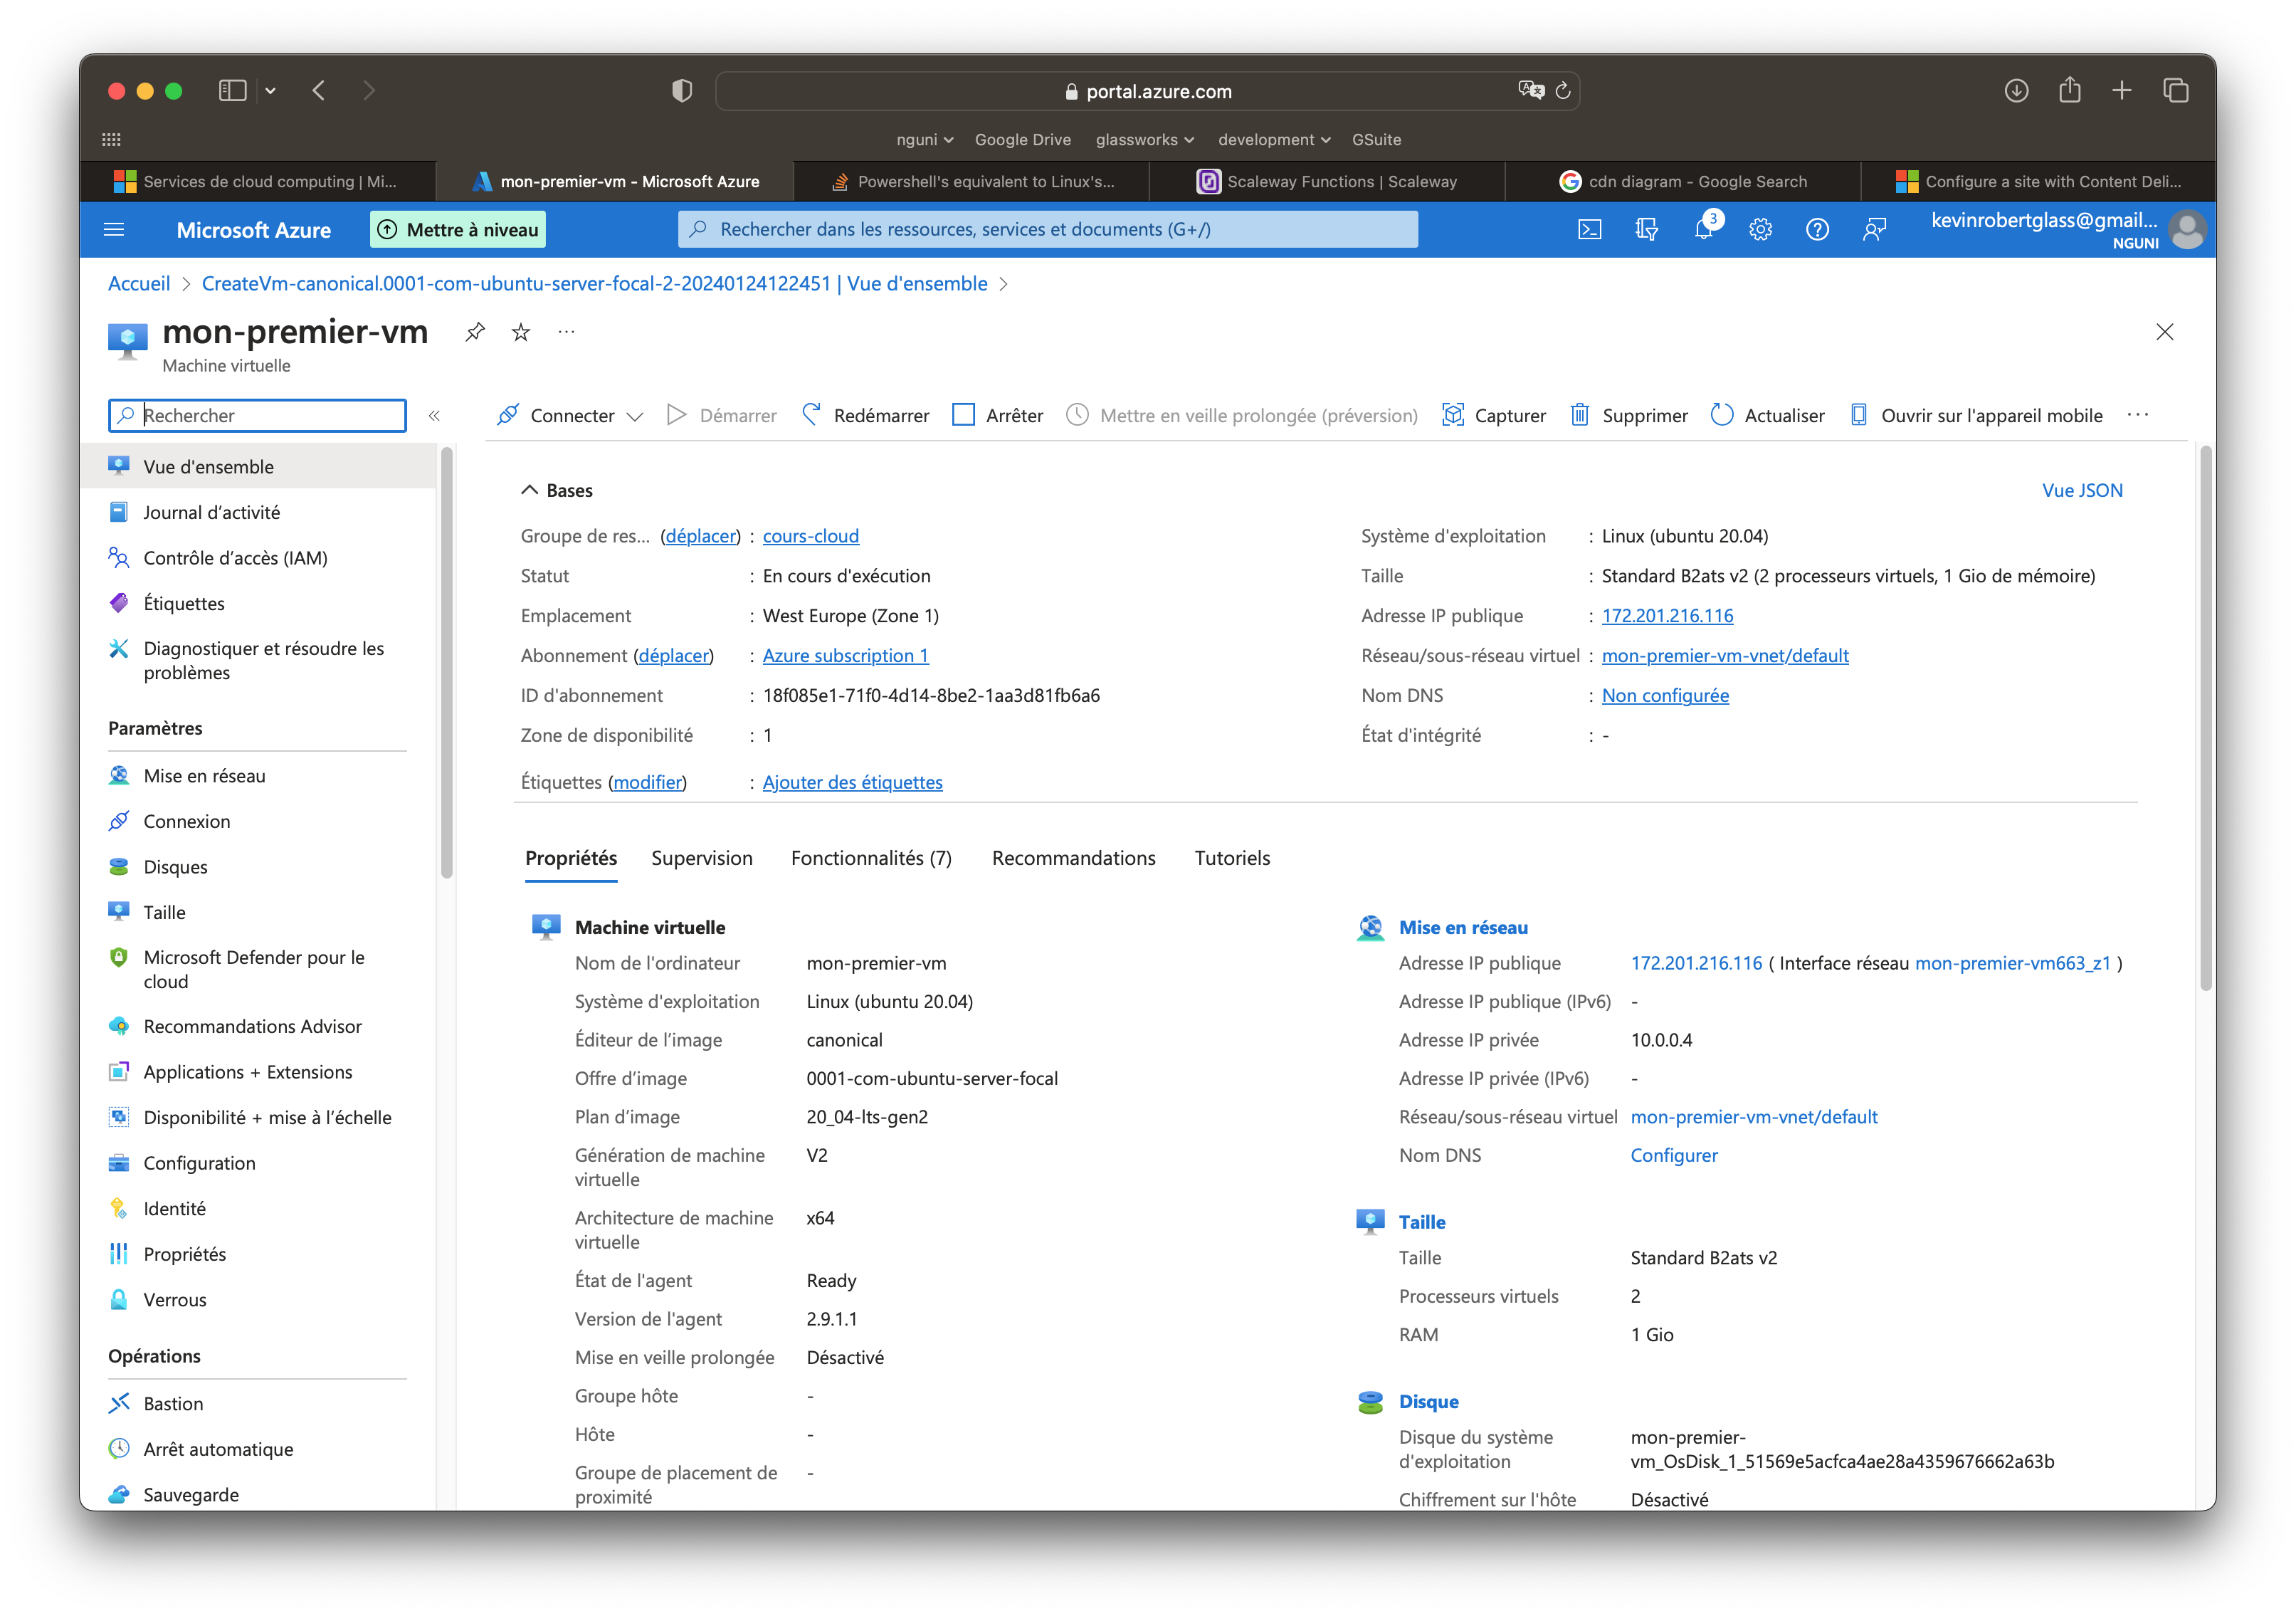 portal.azure.com
nguni
Google Drive
glassworks
development
GSuite
Services de cloud computing | Mi...
mon-premier-vm - Microsoft Azure
Powershell's equivalent to Linux's...
Scaleway Functions | Scaleway
cdn diagram - Google Search
Configure a site with Content Deli...
Microsoft Azure
Mettre à niveau
Rechercher dans les ressources, services et documents (G+/)
3
kevinrobertglass@gmail...
NGUNI
Accueil > CreateVm-canonical.0001-com-ubuntu-server-focal-2-20240124122451 | Vue d'ensemble >
mon-premier-vm
Machine virtuelle
Rechercher
Connecter
Démarrer
Redémarrer
Arrêter
Mettre en veille prolongée (préversion)
Capturer
Supprimer
Actualiser
Ouvrir sur l'appareil mobile
Vue d'ensemble
Journal d’activité
Contrôle d’accès (IAM)
Étiquettes
Diagnostiquer et résoudre les
problèmes
Paramètres
Mise en réseau
Connexion
Disques
Taille
Microsoft Defender pour le
cloud
Recommandations Advisor
Applications + Extensions
Disponibilité + mise à l’échelle
Configuration
Identité
Propriétés
Verrous
Opérations
Bastion
Arrêt automatique
Sauvegarde
Bases
Vue JSON
Groupe de res... (déplacer) : cours-cloud
Statut : En cours d'exécution
Emplacement : West Europe (Zone 1)
Abonnement (déplacer) : Azure subscription 1
ID d'abonnement : 18f085e1-71f0-4d14-8be2-1aa3d81fb6a6
Zone de disponibilité : 1
Étiquettes (modifier) : Ajouter des étiquettes
Système d'exploitation : Linux (ubuntu 20.04)
Taille : Standard B2ats v2 (2 processeurs virtuels, 1 Gio de mémoire)
Adresse IP publique : 172.201.216.116
Réseau/sous-réseau virtuel : mon-premier-vm-vnet/default
Nom DNS : Non configurée
État d'intégrité : -
Propriétés
Supervision
Fonctionnalités (7)
Recommandations
Tutoriels
Machine virtuelle
Nom de l'ordinateur mon-premier-vm
Système d'exploitation Linux (ubuntu 20.04)
Éditeur de l’image canonical
Offre d’image 0001-com-ubuntu-server-focal
Plan d’image 20_04-lts-gen2
Génération de machine V2
virtuelle
Architecture de machine x64
virtuelle
État de l'agent Ready
Version de l'agent 2.9.1.1
Mise en veille prolongée Désactivé
Groupe hôte -
Hôte -
Groupe de placement de -
proximité
Mise en réseau
Adresse IP publique 172.201.216.116 ( Interface réseau mon-premier-vm663_z1 )
Adresse IP publique (IPv6) -
Adresse IP privée 10.0.0.4
Adresse IP privée (IPv6) -
Réseau/sous-réseau virtuel mon-premier-vm-vnet/default
Nom DNS Configurer
Taille
Taille Standard B2ats v2
Processeurs virtuels 2
RAM 1 Gio
Disque
Disque du système mon-premier-
d'exploitation vm_OsDisk_1_51569e5acfca4ae28a4359676662a63b
Chiffrement sur l'hôte Désactivé